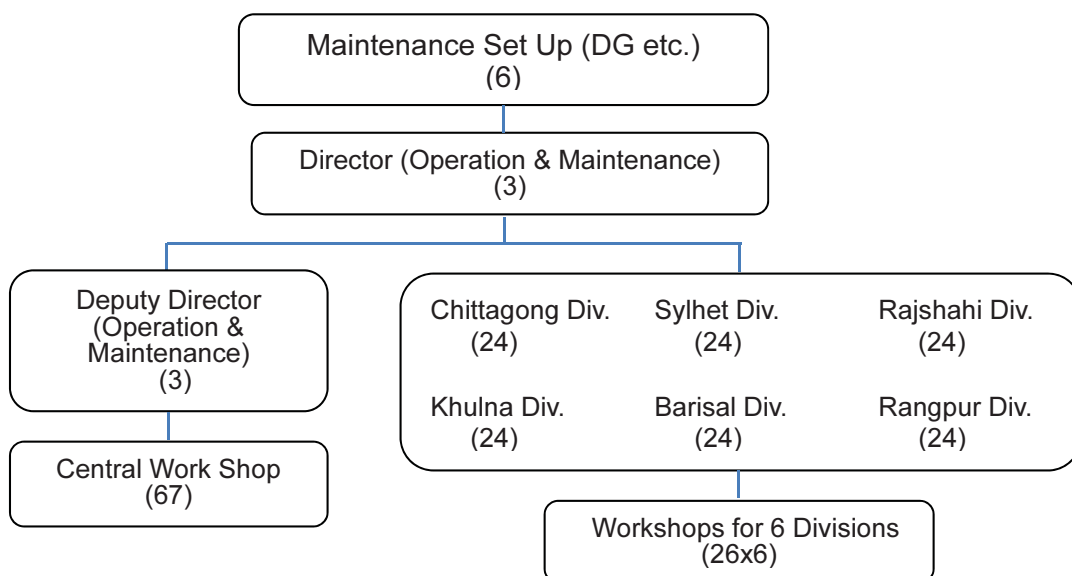 Maintenance Set Up (DG etc.)
(6)
Director (Operation & Maintenance)
(3)
Deputy Director
(Operation &
Maintenance)
(3)
Central Work Shop
(67)
Chittagong Div.
(24)
Sylhet Div.
(24)
Rajshahi Div.
(24)
Khulna Div.
(24)
Barisal Div.
(24)
Rangpur Div.
(24)
Workshops for 6 Divisions
(26x6)